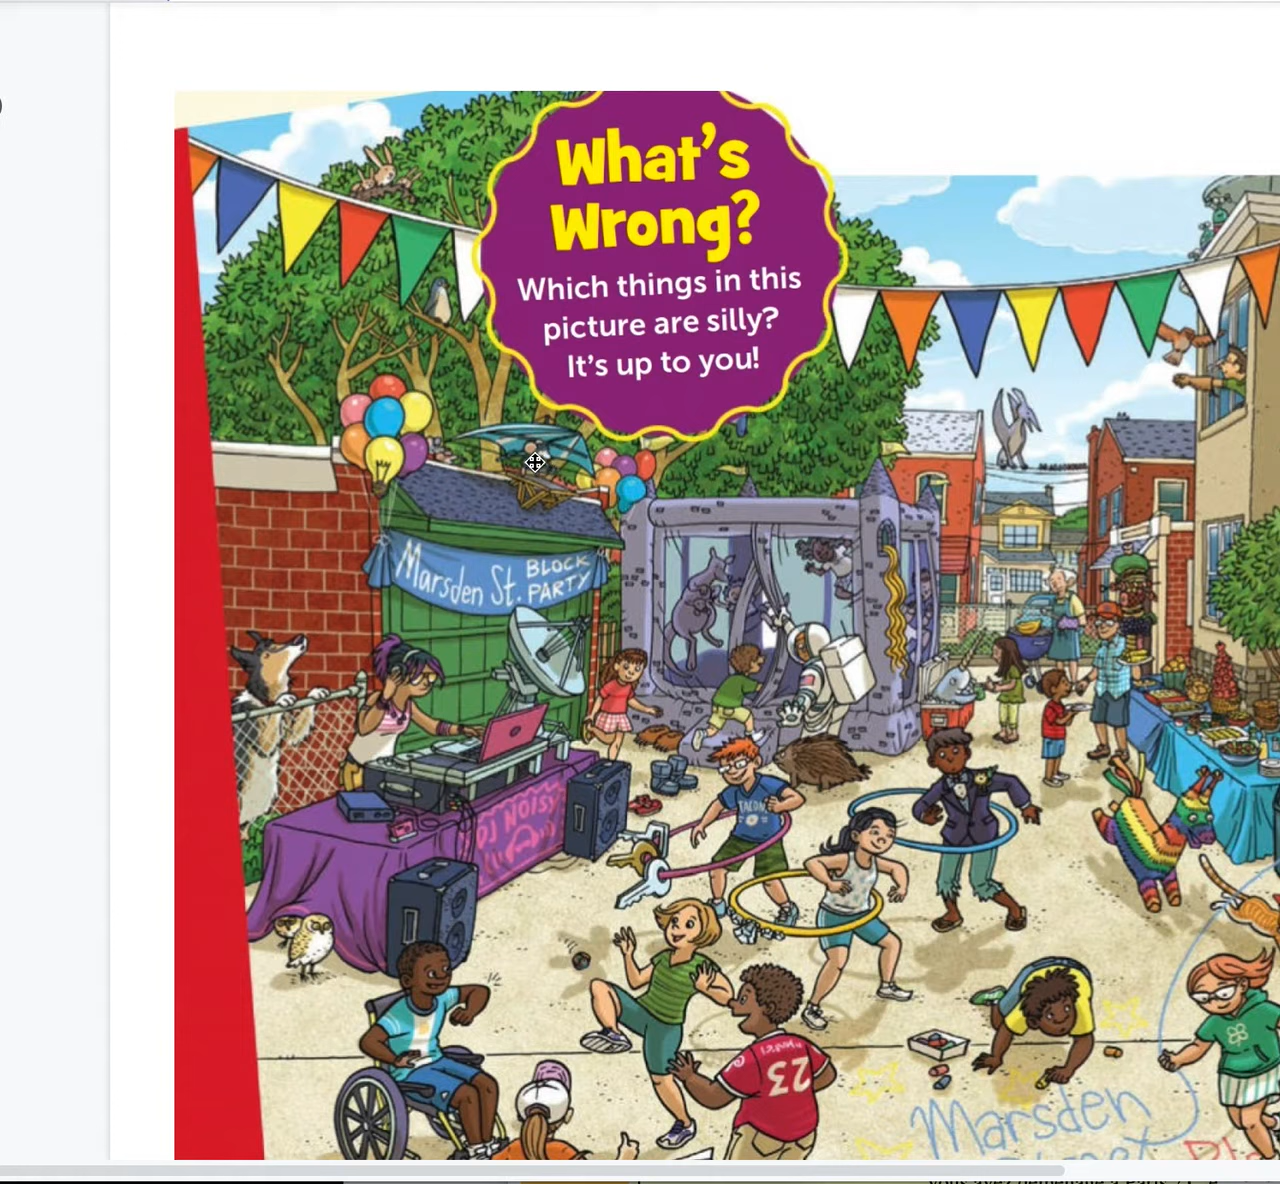 What's
Wrong?
Which things in this
picture are silly?
It's up to you!
Marsden St. BLOCK
PARTY
DJ NOISY
TACOM
23
Marsden